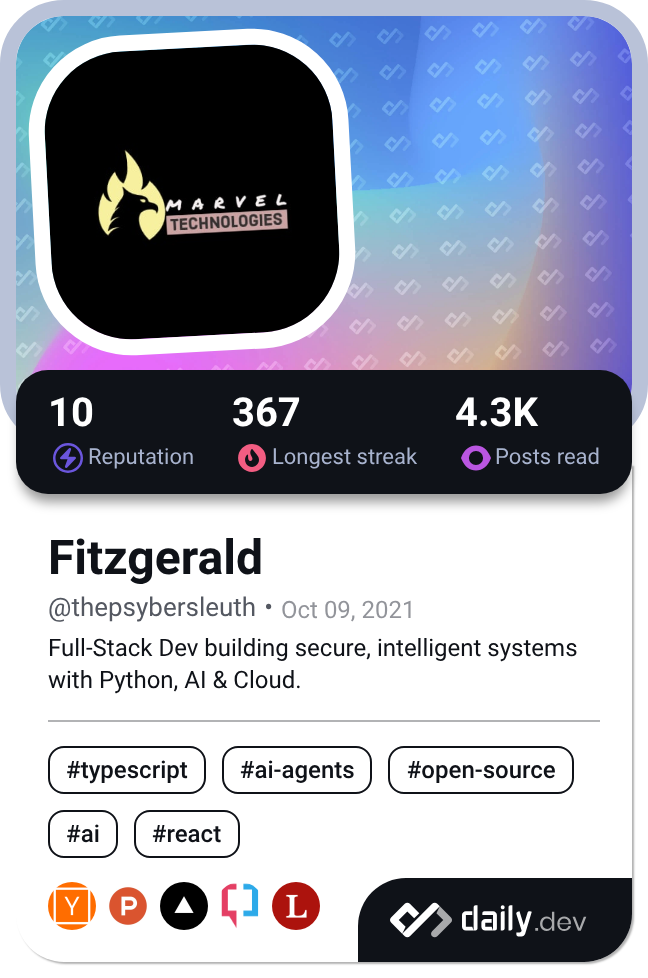 MARVEL
TECHNOLOGIES
10 367 4.3K
Reputation Longest streak Posts read
Fitzgerald
@thepsybersleuth • Oct 09, 2021
Full-Stack Dev building secure, intelligent systems
with Python, AI & Cloud.
#typescript #ai-agents #open-source
#ai #react
Y P L
daily.dev